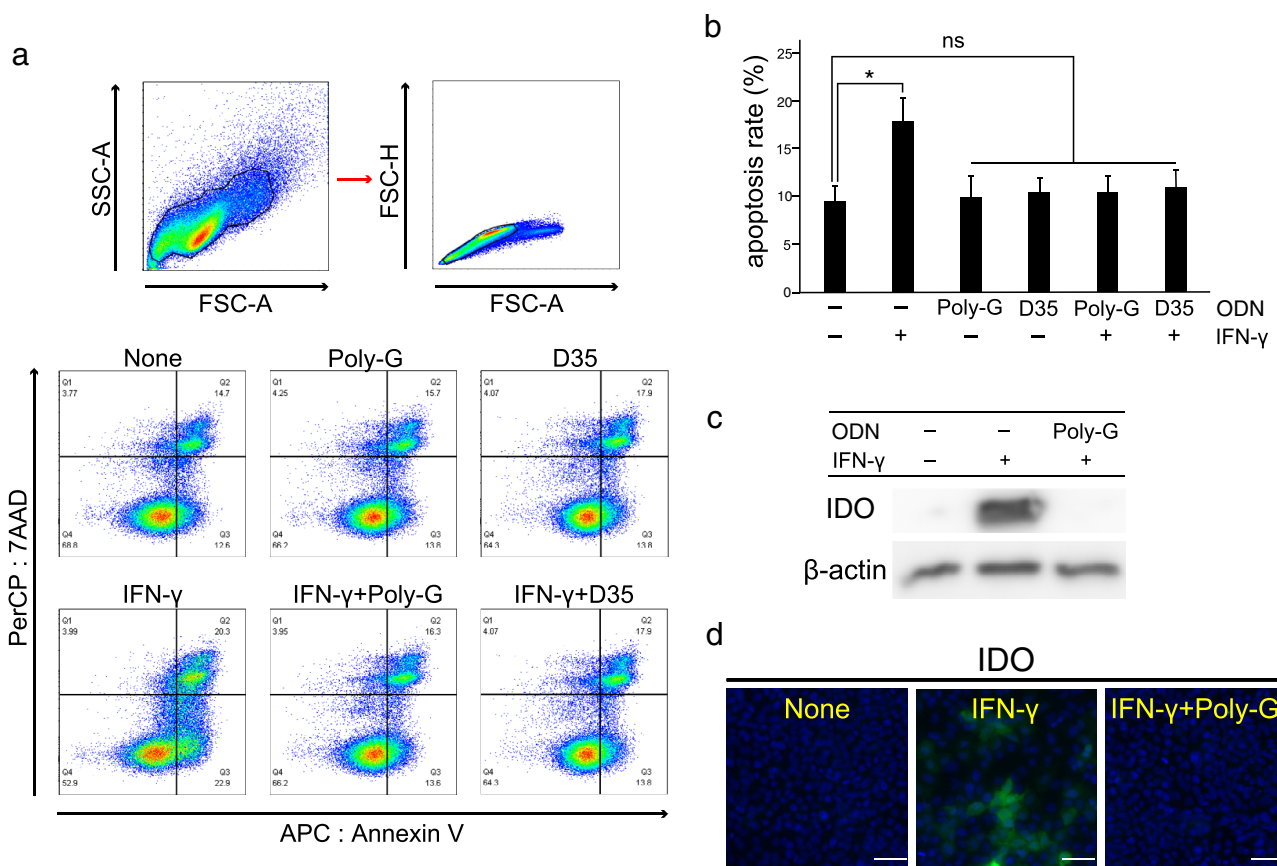 a
SSC-A
FSC-A
FSC-H
FSC-A
PerCP : 7AAD
None
Q1
3.77
Q2
14.7
Q4
68.8
Q3
12.6
Poly-G
Q1
4.25
Q2
15.7
Q4
66.2
Q3
13.8
D35
Q1
4.07
Q2
17.9
Q4
64.3
Q3
13.8
IFN-γ
Q1
3.99
Q2
20.3
Q4
52.9
Q3
22.9
IFN-γ+Poly-G
Q1
3.95
Q2
16.3
Q4
66.2
Q3
13.6
IFN-γ+D35
Q1
4.07
Q2
17.9
Q4
64.3
Q3
13.8
APC : Annexin V
b
apoptosis rate (%)
25
20
15
10
5
0
ns
*
– – Poly-G D35 Poly-G D35 ODN
– + – – + + IFN-γ
c
ODN – – Poly-G
IFN-γ – + +
IDO
β-actin
d
IDO
None
IFN-γ
IFN-γ+Poly-G